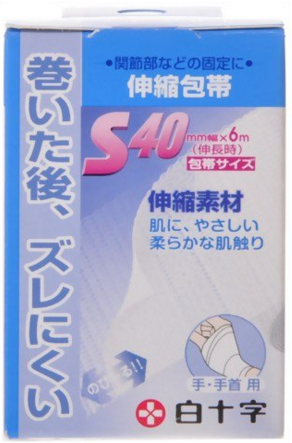 巻いた後、ズレにくい
•関節部などの固定に•
伸縮包帯
S40mm幅×6m
(伸長時)
包帯サイズ
伸縮素材
肌に、やさしい
柔らかな肌触り
のびる!!
手・手首 用
白十字